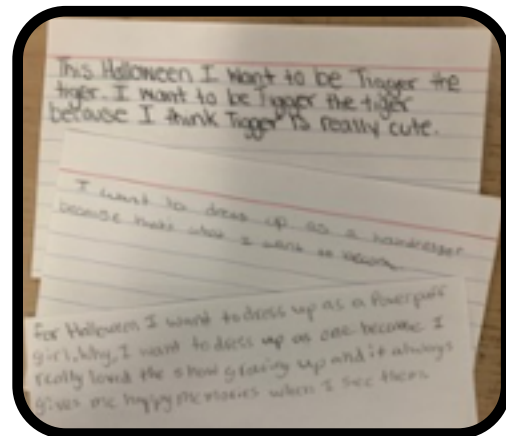 This Halloween I want to be Tigger the
tiger. I want to be Tigger the tiger
because I think Tigger is really cute.
I want to dress up as a hairdresser
because that's what I want to become
For Halloween I want to dress up as a Powerpuff
girl. Why, I want to dress up as one because I
really loved the show growing up and it always
gives me happy memories when I see them.